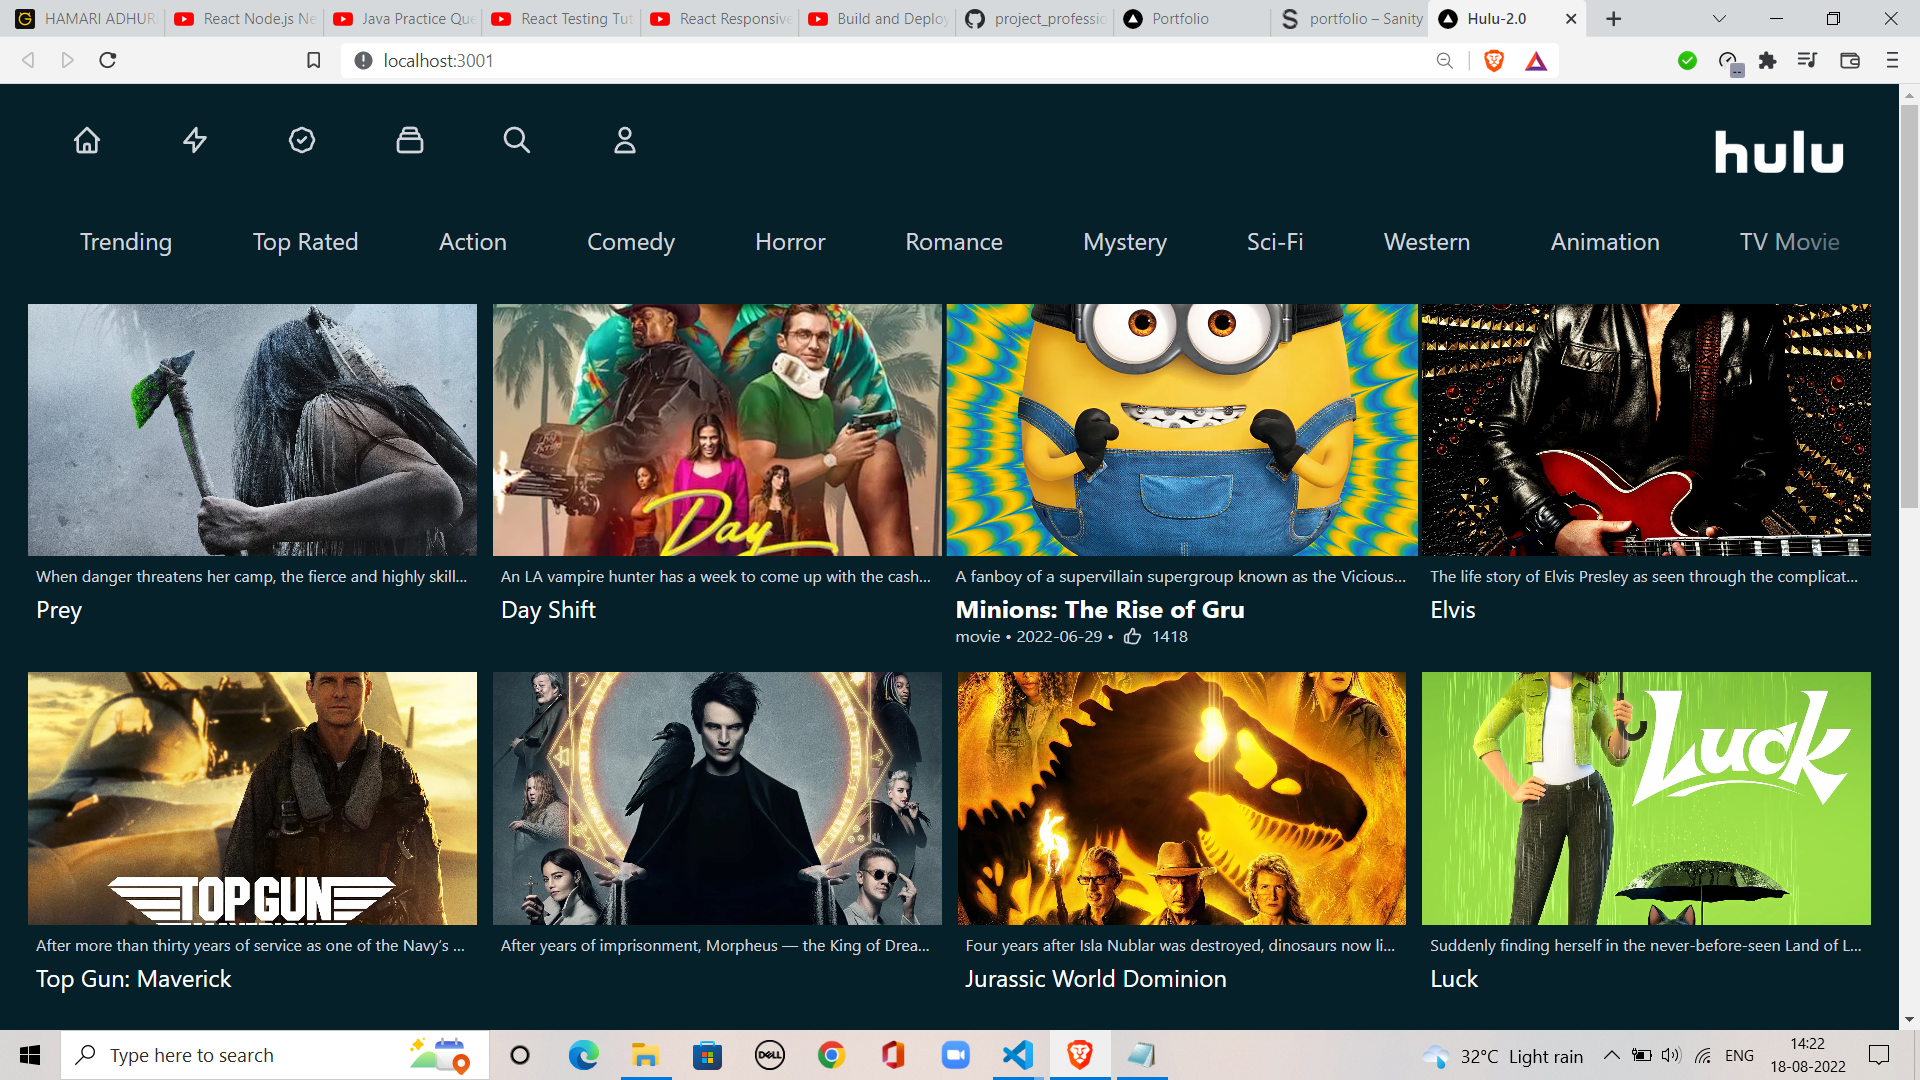 HAMARI ADHUR
React Node.js Ne
Java Practice Que
React Testing Tut
React Responsive
Build and Deploy
project_professio
Portfolio
portfolio – Sanity
Hulu-2.0
localhost:3001
hulu
Trending Top Rated Action Comedy Horror Romance Mystery Sci-Fi Western Animation TV Movie
Day
When danger threatens her camp, the fierce and highly skill...
Prey
An LA vampire hunter has a week to come up with the cash...
Day Shift
A fanboy of a supervillain supergroup known as the Vicious...
Minions: The Rise of Gru
movie • 2022-06-29 • 1418
The life story of Elvis Presley as seen through the complicat...
Elvis
TOP GUN
Luck
After more than thirty years of service as one of the Navy’s ...
Top Gun: Maverick
After years of imprisonment, Morpheus — the King of Drea...
Four years after Isla Nublar was destroyed, dinosaurs now li...
Jurassic World Dominion
Suddenly finding herself in the never-before-seen Land of L...
Luck
Type here to search
DELL
32°C Light rain
ENG
14:22
18-08-2022